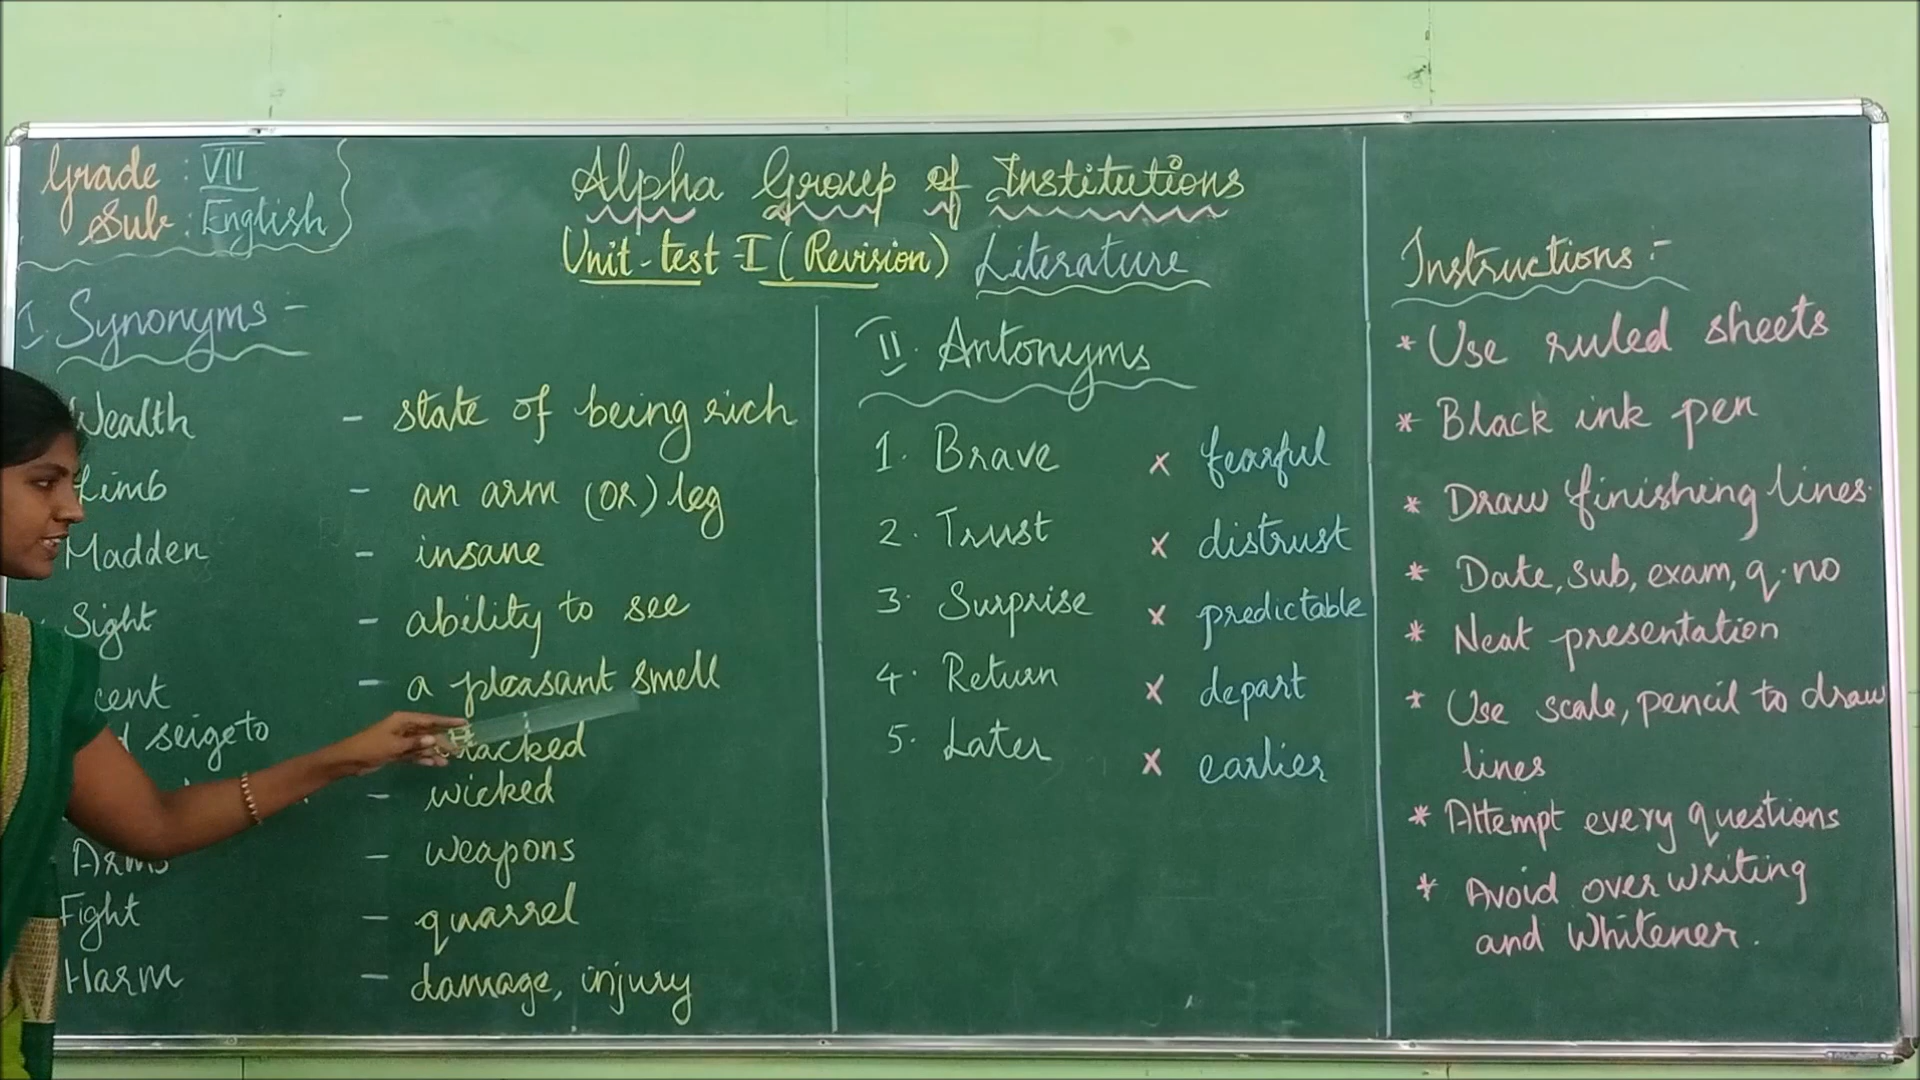 Grade : VII
Sub : English
Alpha Group of Institutions
Unit-test-I (Revision) Literature
I. Synonyms:-
Wealth - state of being rich
Limb - an arm (OR) leg
Madden - insane
Sight - ability to see
cent - a pleasant smell
seigeto
- wicked
Arms - weapons
Fight - quarrel
Harm - damage, injury
II. Antonyms
1. Brave x fearful
2. Trust x distrust
3. Surprise x predictable
4. Return x depart
5. Later x earlier
Instructions:-
* Use ruled sheets
* Black ink pen
* Draw finishing lines.
* Date, sub, exam, q.no
* Neat presentation
* Use scale, pencil to draw
lines
* Attempt every questions
* Avoid over writing
and whitener.